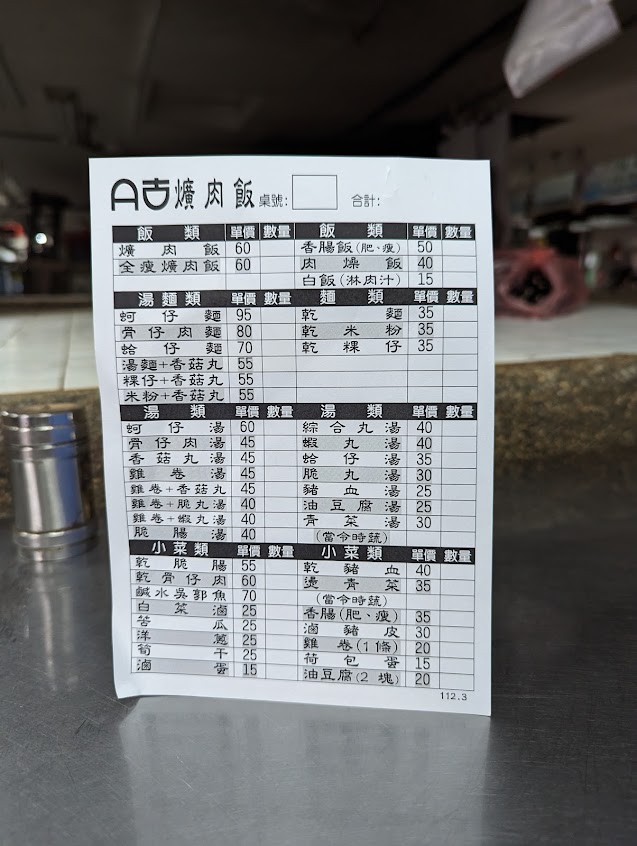 A吉爌肉飯 桌號: 合計:
飯類 單價 數量 飯類 單價 數量
爌肉飯 60 香腸飯(肥、瘦) 50
全瘦爌肉飯 60 肉燥飯 40
白飯(淋肉汁) 15
湯麵類 單價 數量 麵類 單價 數量
蚵仔麵 95 乾麵 35
骨仔肉麵 80 乾米粉 35
蛤仔麵 70 乾粿仔 35
湯麵+香菇丸 55
粿仔+香菇丸 55
米粉+香菇丸 55
湯類 單價 數量 湯類 單價 數量
蚵仔湯 60 綜合丸湯 40
骨仔肉湯 45 蝦丸湯 40
香菇丸湯 45 蛤仔湯 35
雞卷湯 45 脆丸湯 30
雞卷+香菇丸 45 豬血湯 25
雞卷+脆丸湯 40 油豆腐湯 25
雞卷+蝦丸湯 40 青菜湯 30
脆腸湯 40 (當令時蔬)
小菜類 單價 數量 小菜類 單價 數量
乾脆腸 55 乾豬血 40
乾骨仔肉 60 燙青菜 35
鹹水吳郭魚 70 (當令時蔬)
白菜滷 25 香腸(肥、瘦) 35
苦瓜 25 滷豬皮 30
洋蔥 25 雞卷(1條) 20
筍干 25 荷包蛋 15
滷蛋 15 油豆腐(2塊) 20
112.3